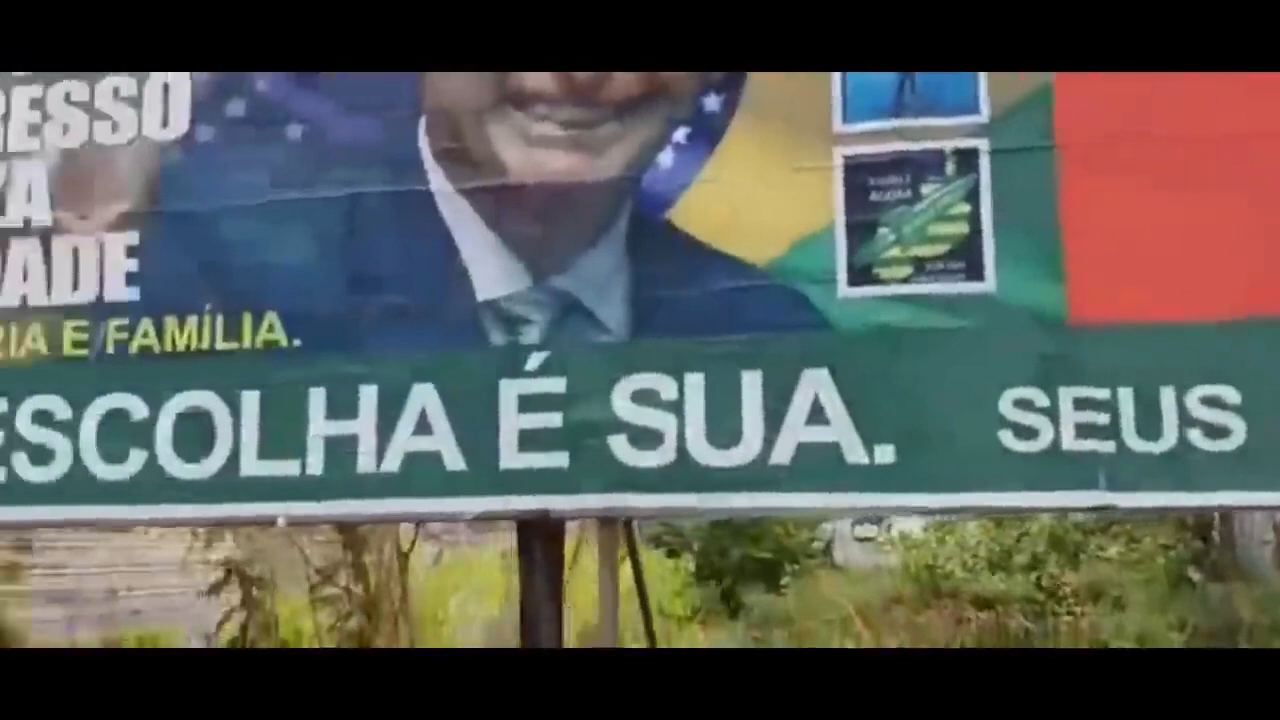 RESSO
ZA
ADE
RIA E FAMÍLIA.
ESCOLHA É SUA. SEUS